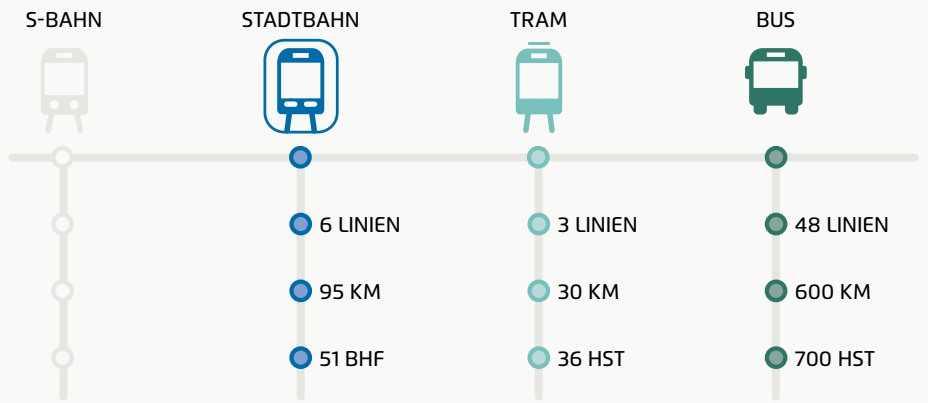 S-BAHN
STADTBAHN
TRAM
BUS
6 LINIEN
3 LINIEN
48 LINIEN
95 KM
30 KM
600 KM
51 BHF
36 HST
700 HST